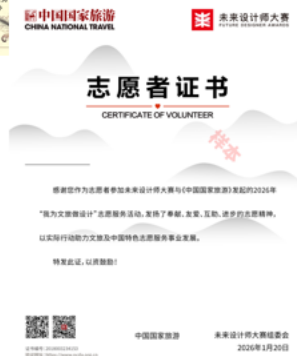 中国国家旅游
CHINA NATIONAL TRAVEL
未来设计师大赛
FUTURE DESIGNER AWARDS
志愿者证书
CERTIFICATE OF VOLUNTEER
样本
感谢您作为志愿者参加未来设计师大赛与《中国国家旅游》发起的2026年
“我为文旅做设计”志愿服务活动，发扬了奉献、友爱、互助、进步的志愿精神，
以实际行动助力文旅及中国特色志愿服务事业发展。
特发此证，以资鼓励！
中国国家旅游
未来设计师大赛组委会
2026年1月20日